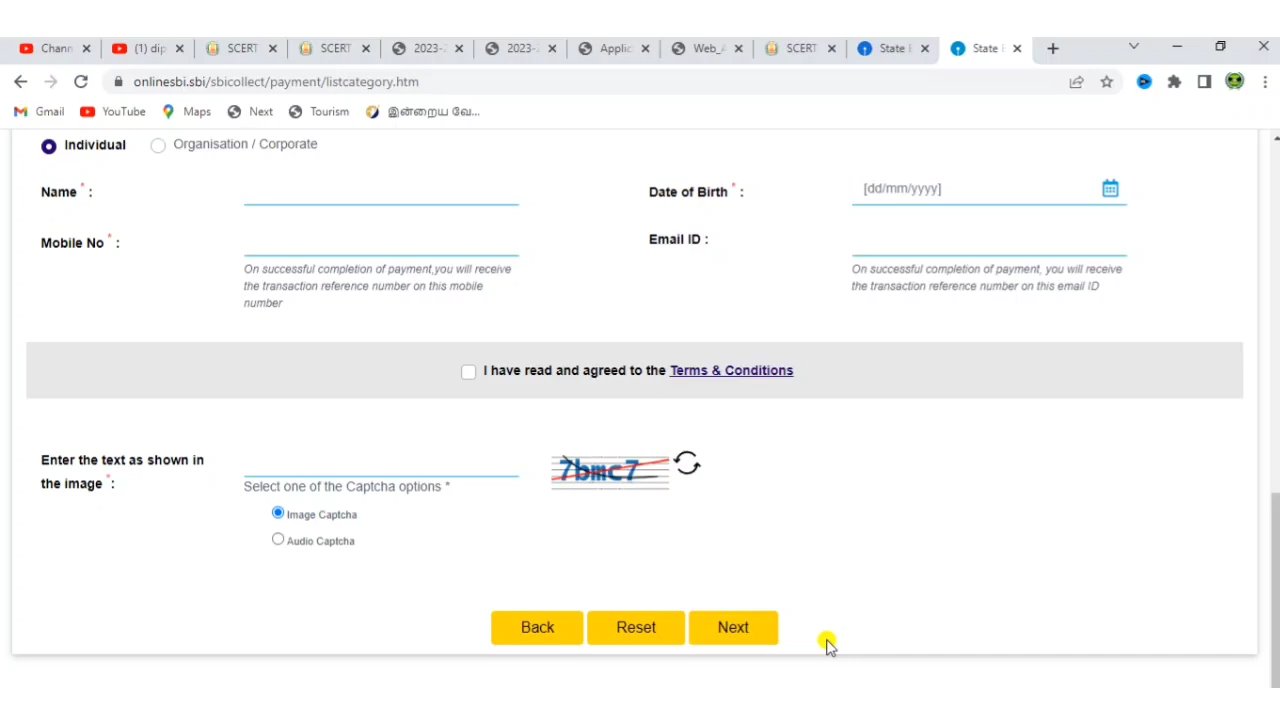 Chann (1) dip SCERT SCERT 2023- 2023- Applic Web_A SCERT State State
onlinesbi.sbi/sbicollect/payment/listcategory.htm
Gmail YouTube Maps Next Tourism இன்றைய வே...
Individual Organisation / Corporate
Name * : Date of Birth * : [dd/mm/yyyy]
Mobile No * : Email ID :
On successful completion of payment,you will receive On successful completion of payment, you will receive
the transaction reference number on this mobile the transaction reference number on this email ID
number
I have read and agreed to the Terms & Conditions
Enter the text as shown in 7bmc7
the image * : Select one of the Captcha options *
Image Captcha
Audio Captcha
Back Reset Next